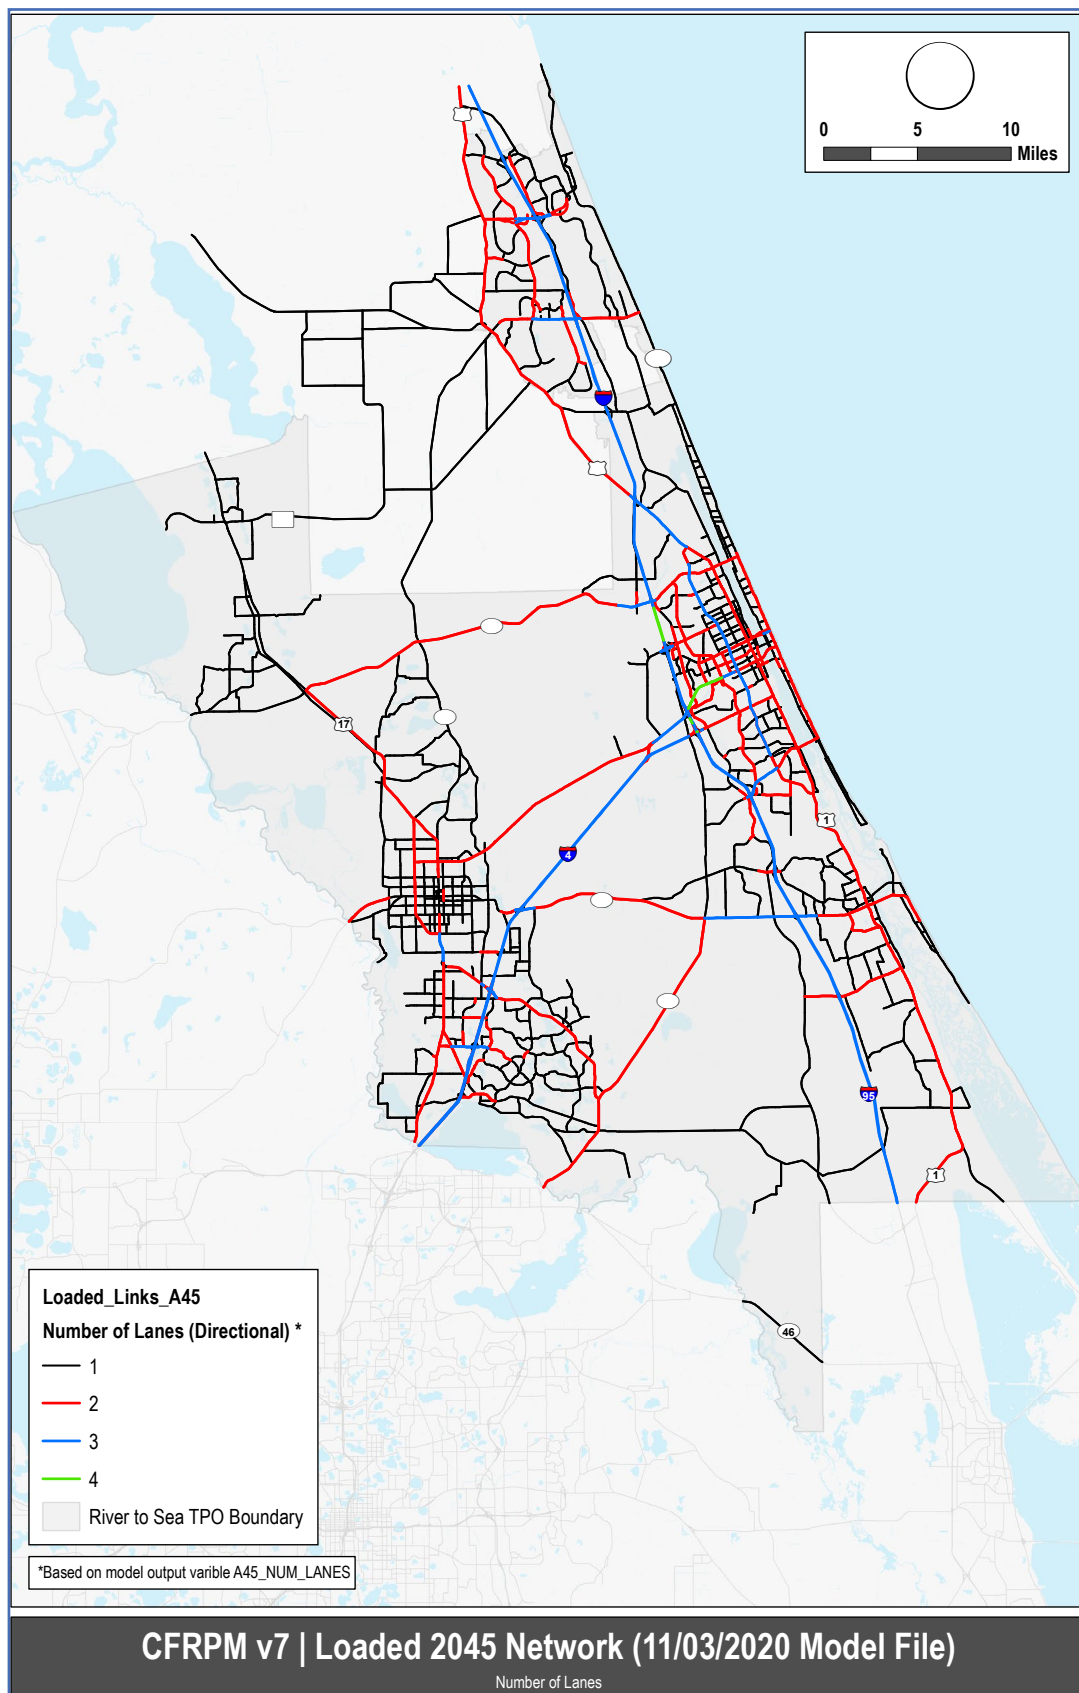 0 5 10
Miles
17
1
4
95
1
46
Loaded_Links_A45
Number of Lanes (Directional) *
1
2
3
4
River to Sea TPO Boundary
*Based on model output varible A45_NUM_LANES
CFRPM v7 | Loaded 2045 Network (11/03/2020 Model File)
Number of Lanes